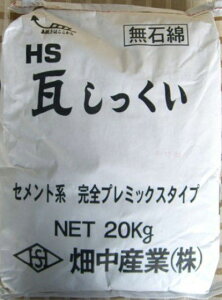 無石綿
HS
瓦しっくい
セメント系 完全プレミックスタイプ
NET 20Kg
HS 畑中産業(株)